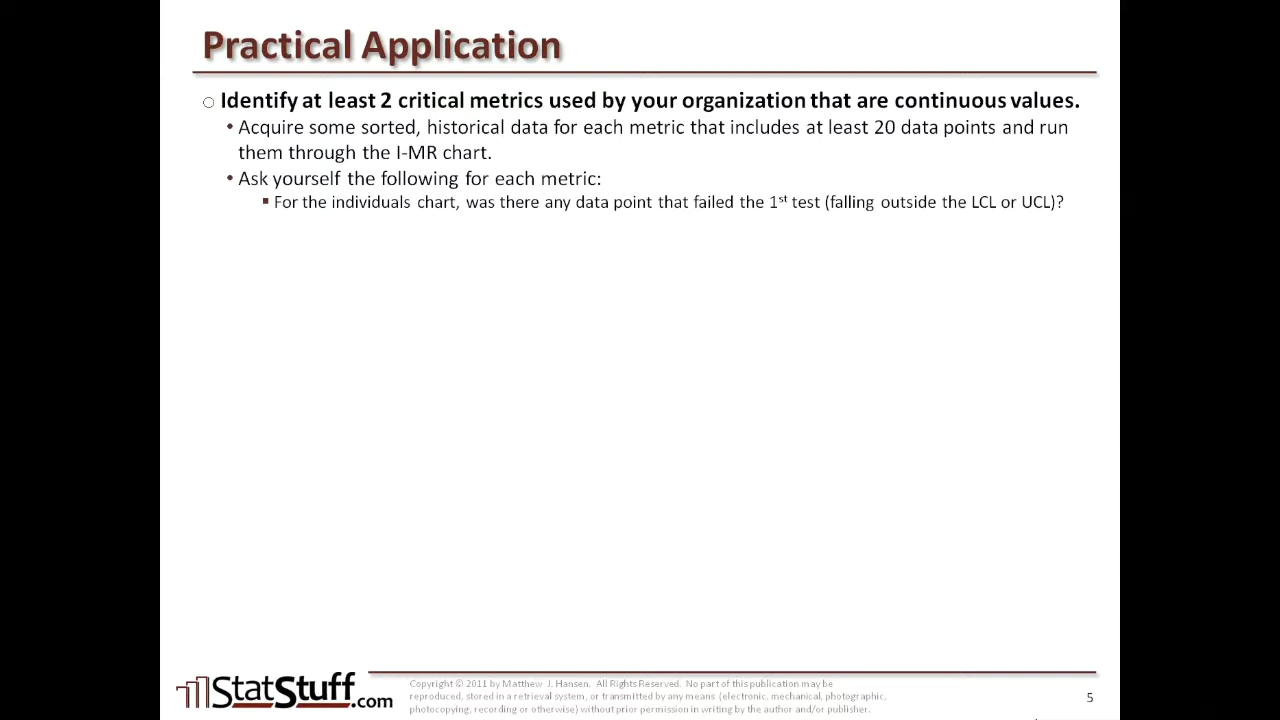 Practical Application
○ Identify at least 2 critical metrics used by your organization that are continuous values.
• Acquire some sorted, historical data for each metric that includes at least 20 data points and run
them through the I-MR chart.
• Ask yourself the following for each metric:
▪ For the individuals chart, was there any data point that failed the 1st test (falling outside the LCL or UCL)?
StatStuff.com
Copyright © 2011 by Matthew J. Hansen. All Rights Reserved. No part of this publication may be
reproduced, stored in a retrieval system, or transmitted by any means (electronic, mechanical, photographic,
photocopying, recording or otherwise) without prior permission in writing by the author and/or publisher.
5